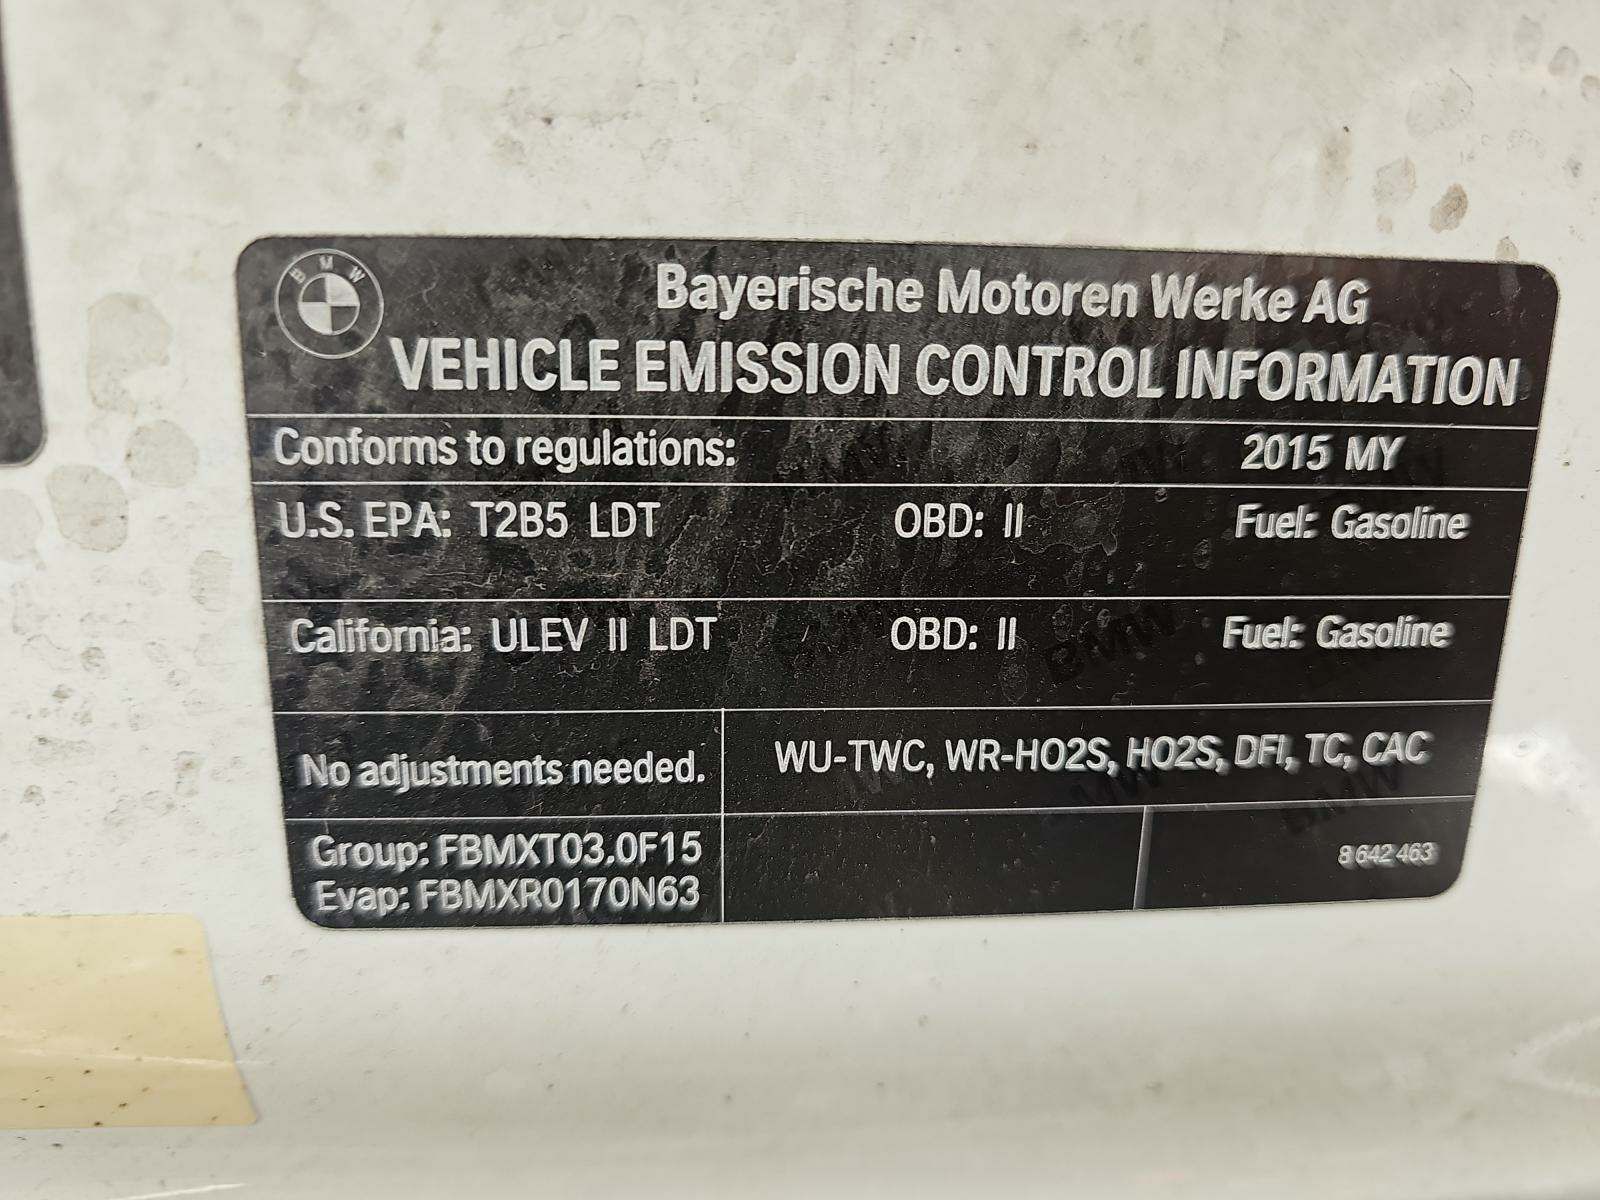 BMW
Bayerische Motoren Werke AG
VEHICLE EMISSION CONTROL INFORMATION
Conforms to regulations: 2015 MY
U.S. EPA: T2B5 LDT OBD: II Fuel: Gasoline
California: ULEV II LDT OBD: II Fuel: Gasoline
No adjustments needed. WU-TWC, WR-HO2S, HO2S, DFI, TC, CAC
Group: FBMXT03.0F15
Evap: FBMXR0170N63
8 642 463